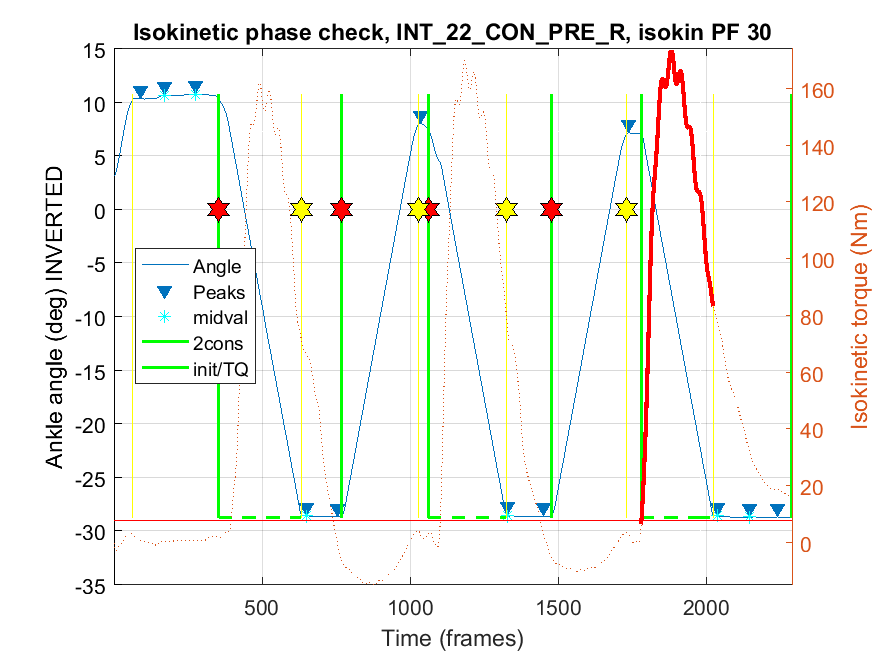 Isokinetic phase check, INT_22_CON_PRE_R, isokin PF 30
Ankle angle (deg) INVERTED
15
10
5
0
-5
-10
-15
-20
-25
-30
-35
Angle
Peaks
midval
2cons
init/TQ
160
140
120
100
80
60
40
20
0
Isokinetic torque (Nm)
500
1000
1500
2000
Time (frames)